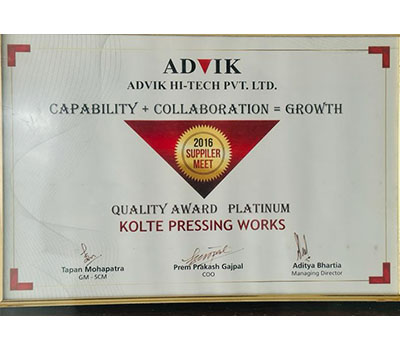 ADVIK
ADVIK HI-TECH PVT. LTD.
CAPABILITY + COLLABORATION = GROWTH
2016
SUPPILER
MEET
QUALITY AWARD PLATINUM
KOLTE PRESSING WORKS
Tapan Mohapatra
GM - SCM
Prem Prakash Gajpal
COO
Aditya Bhartia
Managing Director